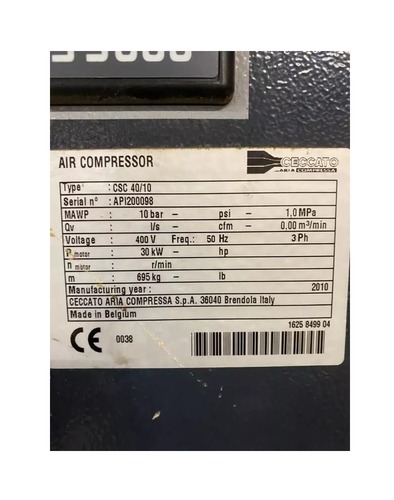 AIR COMPRESSOR
CECCATO
ARIA COMPRESSA
Type : CSC 40/10
Serial n° : API200098
MAWP 10 bar – psi – 1,0 MPa
Qv l/s – cfm – 0,00 m³/min
Voltage 400 V Freq.: 50 Hz 3 Ph
P motor 30 kW – hp
n motor r/min
m 695 kg – lb
Manufacturing year : 2010
CECCATO ARIA COMPRESSA S.p.A. 36040 Brendola Italy
Made in Belgium
1625 8499 04
CE 0038